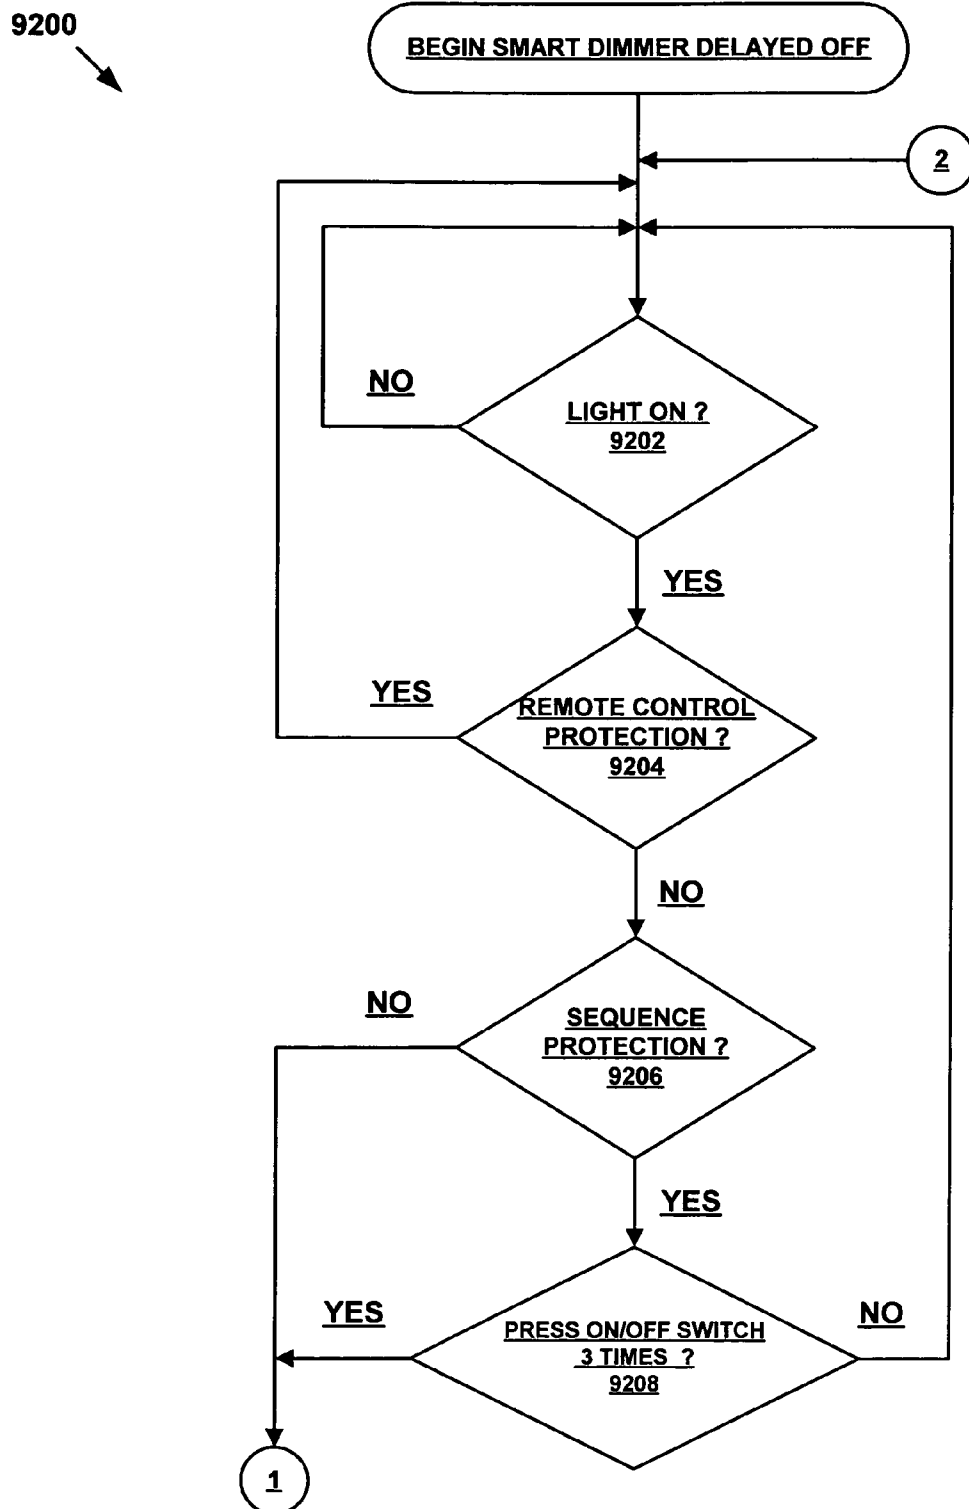 9200
BEGIN SMART DIMMER DELAYED OFF
2
NO
LIGHT ON ?
9202
YES
YES
REMOTE CONTROL
PROTECTION ?
9204
NO
NO
SEQUENCE
PROTECTION ?
9206
YES
YES
NO
PRESS ON/OFF SWITCH
3 TIMES ?
9208
1